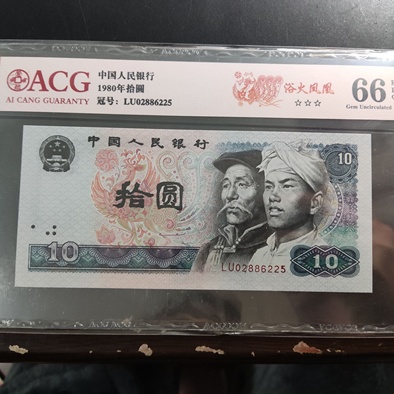 ACG
AI CANG GUARANTY
中国人民银行
1980年拾圆
冠号: LU02886225
浴火凤凰
☆☆☆
66
Gem Uncirculated
中国人民银行
10
拾圆
LU02886225
10
10